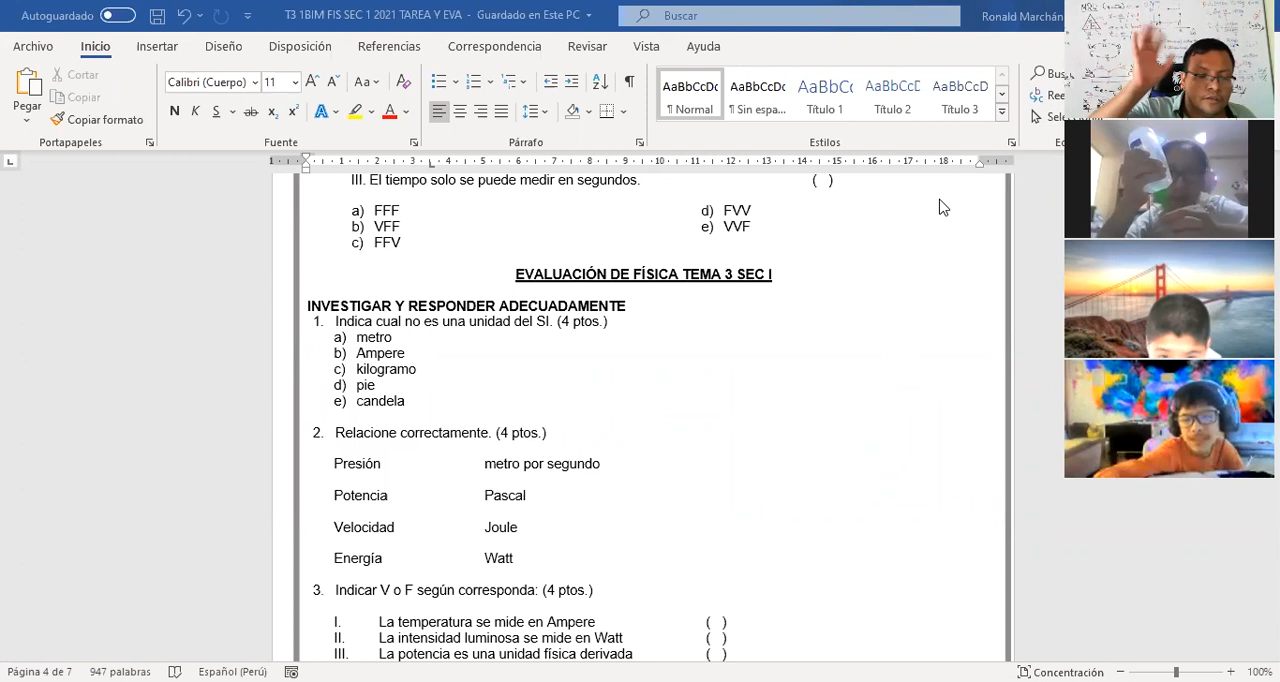 Autoguardado
T3 1BIM FIS SEC 1 2021 TAREA Y EVA - Guardado en Este PC
Buscar
Ronald Marchán
Archivo
Inicio
Insertar
Diseño
Disposición
Referencias
Correspondencia
Revisar
Vista
Ayuda
Pegar
Cortar
Copiar
Copiar formato
Portapapeles
Calibri (Cuerpo)
11
Fuente
Párrafo
AaBbCcDc AaBbCcDc AaBbC( AaBbCcC AaBbCcD
¶ Normal ¶ Sin espa... Título 1 Título 2 Título 3
Estilos
III. El tiempo solo se puede medir en segundos. ( )
a) FFF d) FVV
b) VFF e) VVF
c) FFV
EVALUACIÓN DE FÍSICA TEMA 3 SEC I
INVESTIGAR Y RESPONDER ADECUADAMENTE
1. Indica cual no es una unidad del SI. (4 ptos.)
a) metro
b) Ampere
c) kilogramo
d) pie
e) candela
2. Relacione correctamente. (4 ptos.)
Presión metro por segundo
Potencia Pascal
Velocidad Joule
Energía Watt
3. Indicar V o F según corresponda: (4 ptos.)
I. La temperatura se mide en Ampere ( )
II. La intensidad luminosa se mide en Watt ( )
III. La potencia es una unidad física derivada ( )
Página 4 de 7
947 palabras
Español (Perú)
Concentración
100%